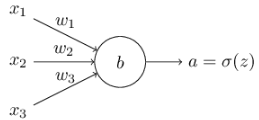 x₁
w₁
w₂
x₂ b a = σ(z)
w₃
x₃